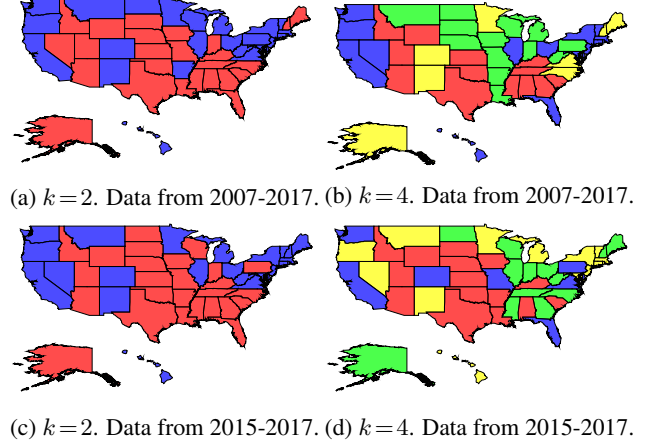 (a) k=2. Data from 2007-2017. (b) k=4. Data from 2007-2017.
(c) k=2. Data from 2015-2017. (d) k=4. Data from 2015-2017.